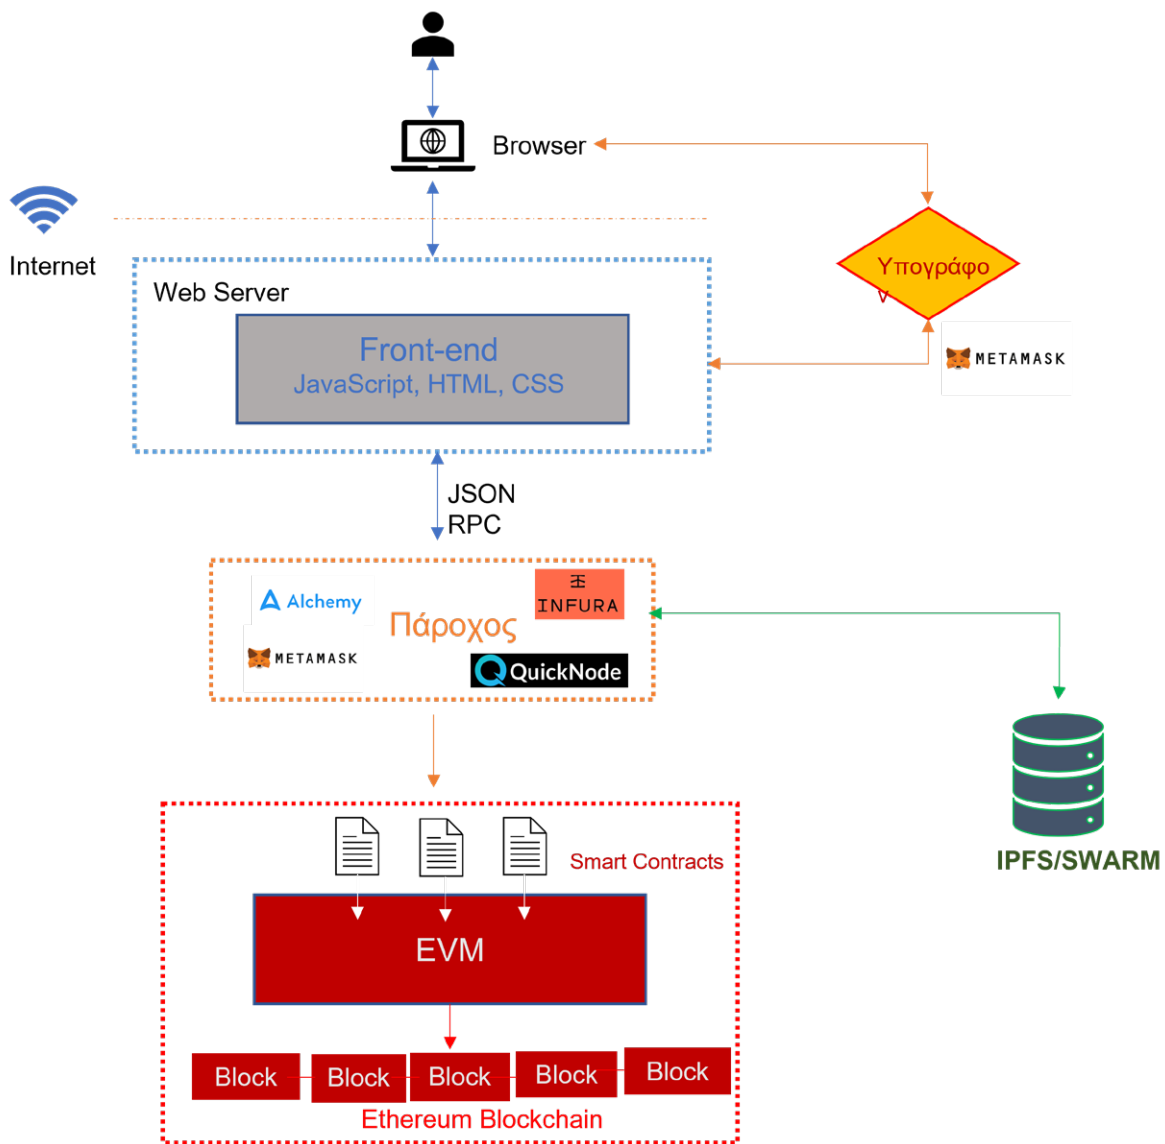 Browser
Internet
Υπογράφο
ν
Web Server
Front-end
JavaScript, HTML, CSS
METAMASK
JSON
RPC
Alchemy
INFURA
Πάροχος
METAMASK
QuickNode
Smart Contracts
IPFS/SWARM
EVM
Block
Block
Block
Block
Block
Ethereum Blockchain